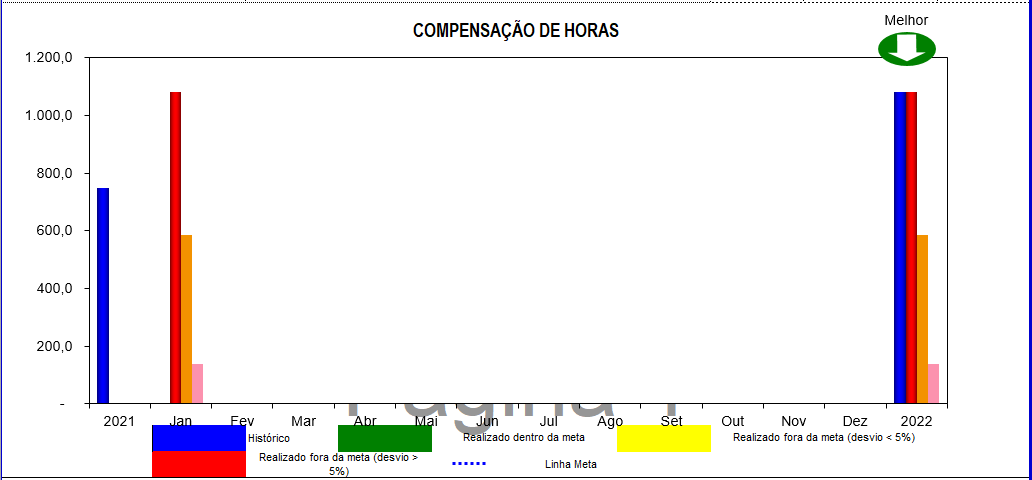 Melhor
COMPENSAÇÃO DE HORAS
1.200,0
1.000,0
800,0
600,0
400,0
200,0
-
2021 Jan Fev Mar Abr Mai Jun Jul Ago Set Out Nov Dez 2022
Página 1
Histórico Realizado dentro da meta Realizado fora da meta (desvio < 5%)
Realizado fora da meta (desvio >
5%) Linha Meta